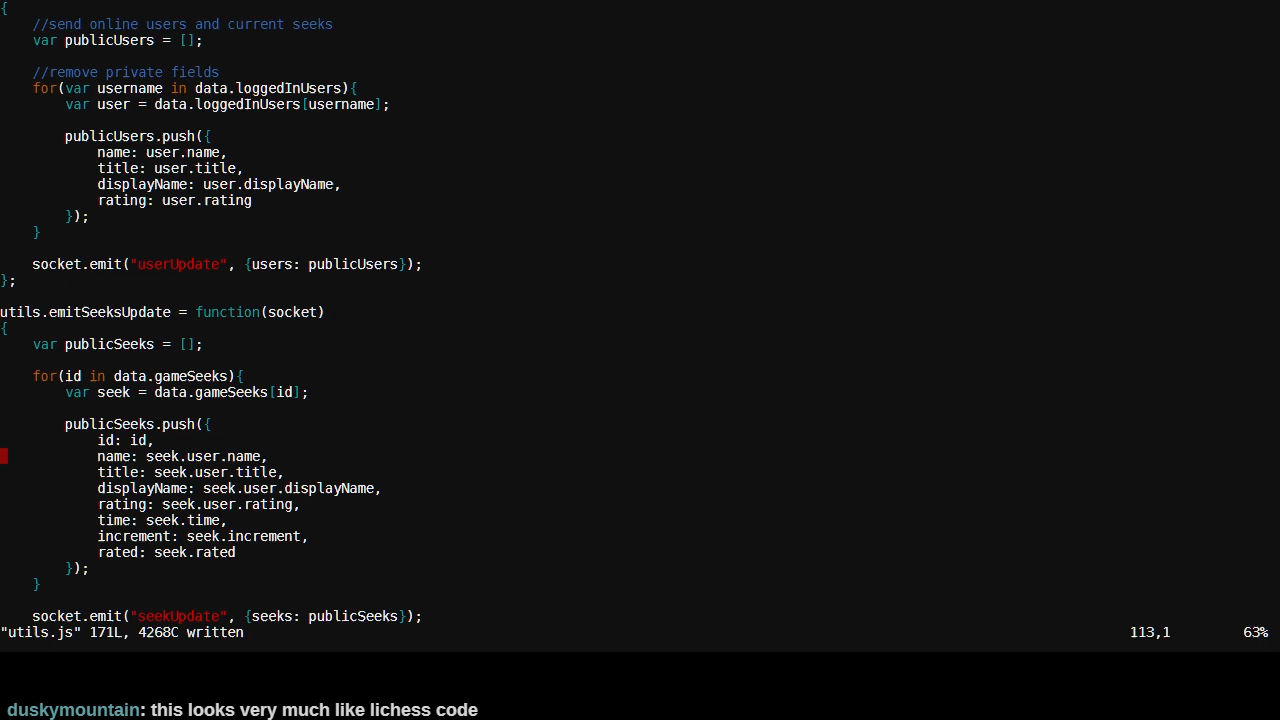 {
    //send online users and current seeks
    var publicUsers = [];
    //remove private fields
    for(var username in data.loggedInUsers){
        var user = data.loggedInUsers[username];
        publicUsers.push({
            name: user.name,
            title: user.title,
            displayName: user.displayName,
            rating: user.rating
        });
    }
    socket.emit("userUpdate", {users: publicUsers});
};
utils.emitSeeksUpdate = function(socket)
{
    var publicSeeks = [];
    for(id in data.gameSeeks){
        var seek = data.gameSeeks[id];
        publicSeeks.push({
            id: id,
            name: seek.user.name,
            title: seek.user.title,
            displayName: seek.user.displayName,
            rating: seek.user.rating,
            time: seek.time,
            increment: seek.increment,
            rated: seek.rated
        });
    }
    socket.emit("seekUpdate", {seeks: publicSeeks});
"utils.js" 171L, 4268C written 113,1 63%
duskymountain: this looks very much like lichess code